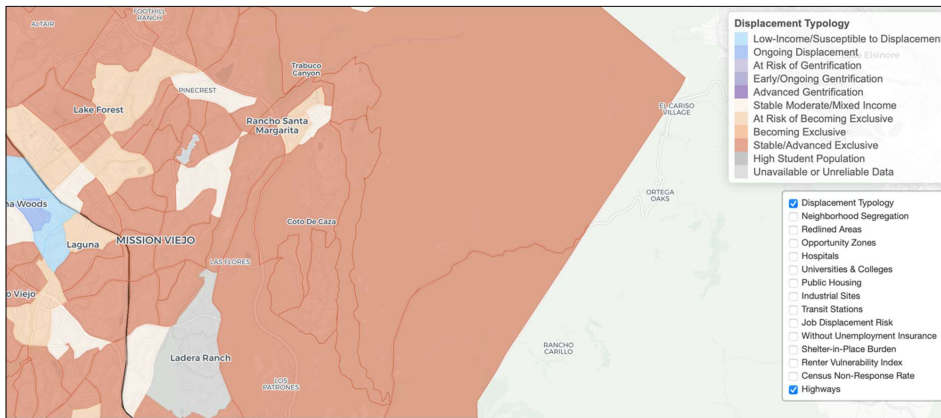 FOOTHILL
RANCH
ALTAIR
Trabuco
Canyon
PINECREST
Lake Forest
Rancho Santa
Margarita
na Woods
Laguna
MISSION VIEJO
Coto De Caza
LAS FLORES
o Viejo
Ladera Ranch
LOS
PATRONES
EL CARISO
VILLAGE
ORTEGA
OAKS
RANCHO
CARILLO
Elsinore
Displacement Typology
Low-Income/Susceptible to Displacement
Ongoing Displacement
At Risk of Gentrification
Early/Ongoing Gentrification
Advanced Gentrification
Stable Moderate/Mixed Income
At Risk of Becoming Exclusive
Becoming Exclusive
Stable/Advanced Exclusive
High Student Population
Unavailable or Unreliable Data
Displacement Typology
Neighborhood Segregation
Redlined Areas
Opportunity Zones
Hospitals
Universities & Colleges
Public Housing
Industrial Sites
Transit Stations
Job Displacement Risk
Without Unemployment Insurance
Shelter-in-Place Burden
Renter Vulnerability Index
Census Non-Response Rate
Highways